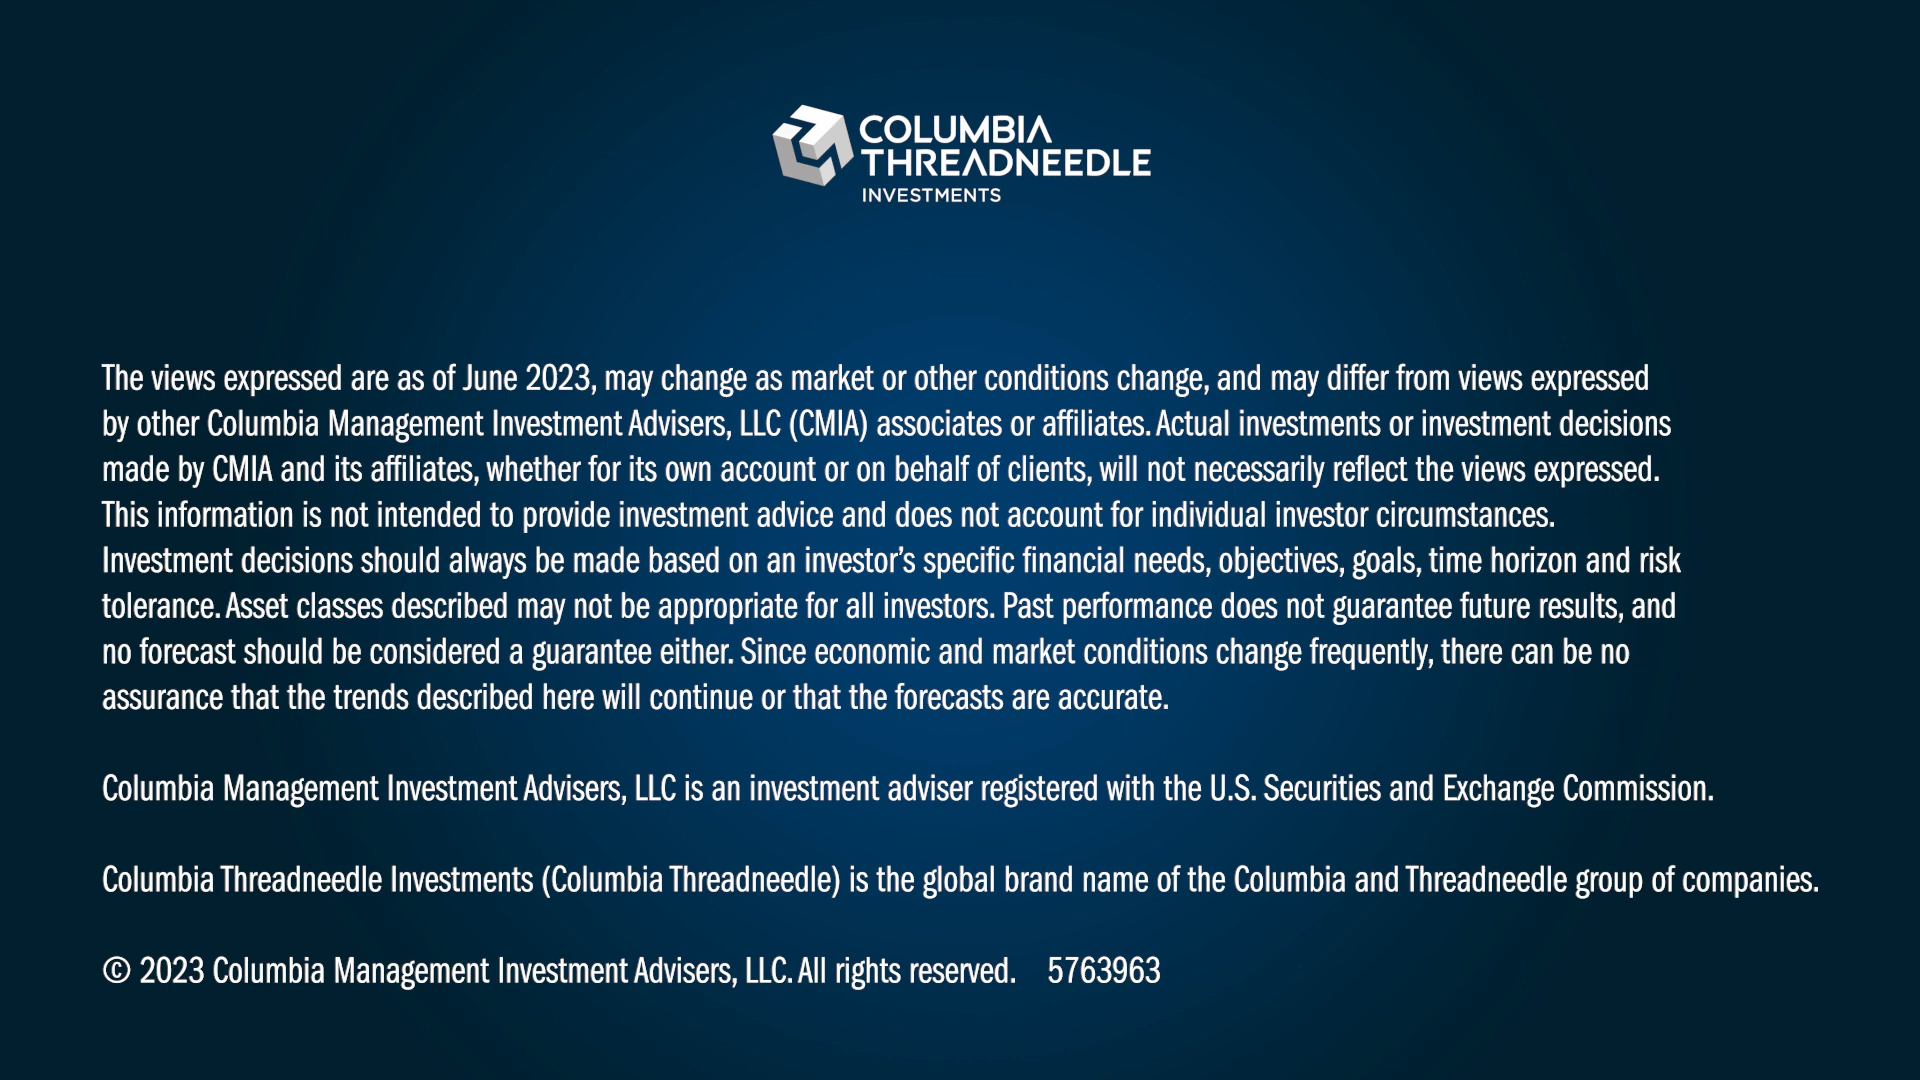 COLUMBIA
THREADNEEDLE
INVESTMENTS
The views expressed are as of June 2023, may change as market or other conditions change, and may differ from views expressed
by other Columbia Management Investment Advisers, LLC (CMIA) associates or affiliates. Actual investments or investment decisions
made by CMIA and its affiliates, whether for its own account or on behalf of clients, will not necessarily reflect the views expressed.
This information is not intended to provide investment advice and does not account for individual investor circumstances.
Investment decisions should always be made based on an investor’s specific financial needs, objectives, goals, time horizon and risk
tolerance. Asset classes described may not be appropriate for all investors. Past performance does not guarantee future results, and
no forecast should be considered a guarantee either. Since economic and market conditions change frequently, there can be no
assurance that the trends described here will continue or that the forecasts are accurate.
Columbia Management Investment Advisers, LLC is an investment adviser registered with the U.S. Securities and Exchange Commission.
Columbia Threadneedle Investments (Columbia Threadneedle) is the global brand name of the Columbia and Threadneedle group of companies.
© 2023 Columbia Management Investment Advisers, LLC. All rights reserved. 5763963